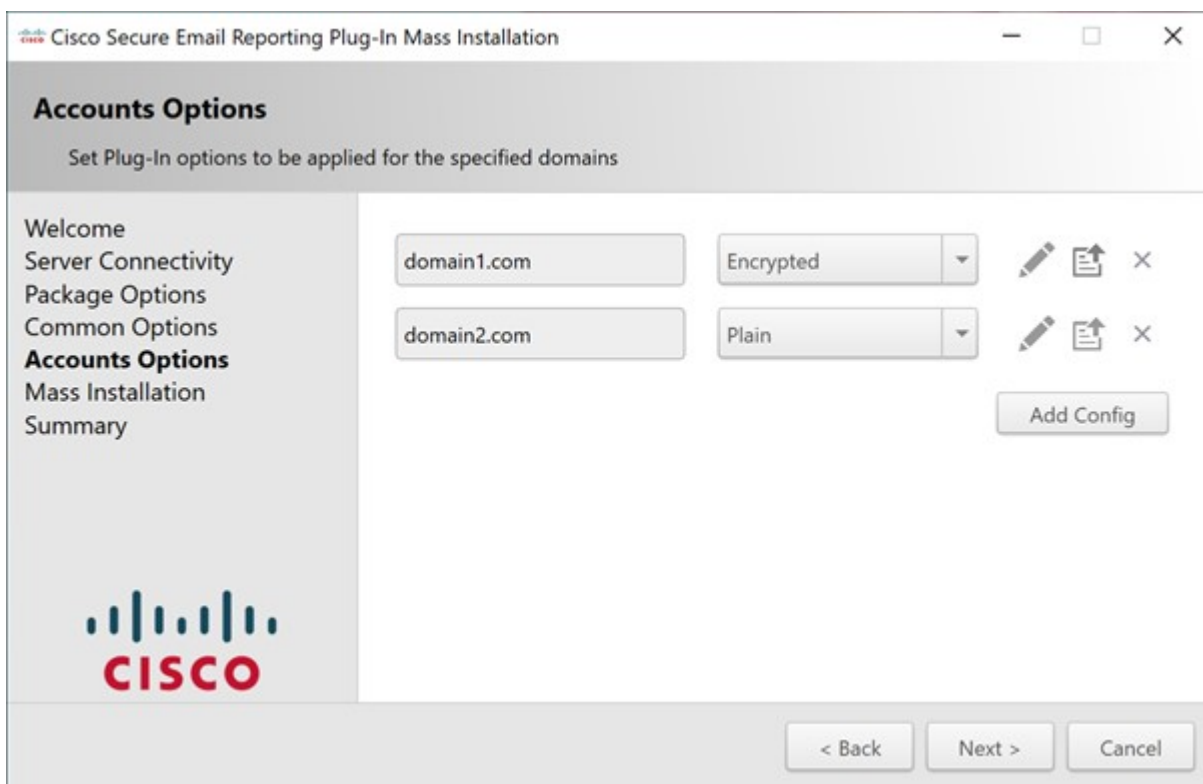 CISCO Cisco Secure Email Reporting Plug-In Mass Installation
Accounts Options
Set Plug-In options to be applied for the specified domains
Welcome
Server Connectivity
Package Options
Common Options
Accounts Options
Mass Installation
Summary
domain1.com Encrypted
domain2.com Plain
Add Config
CISCO
< Back Next > Cancel